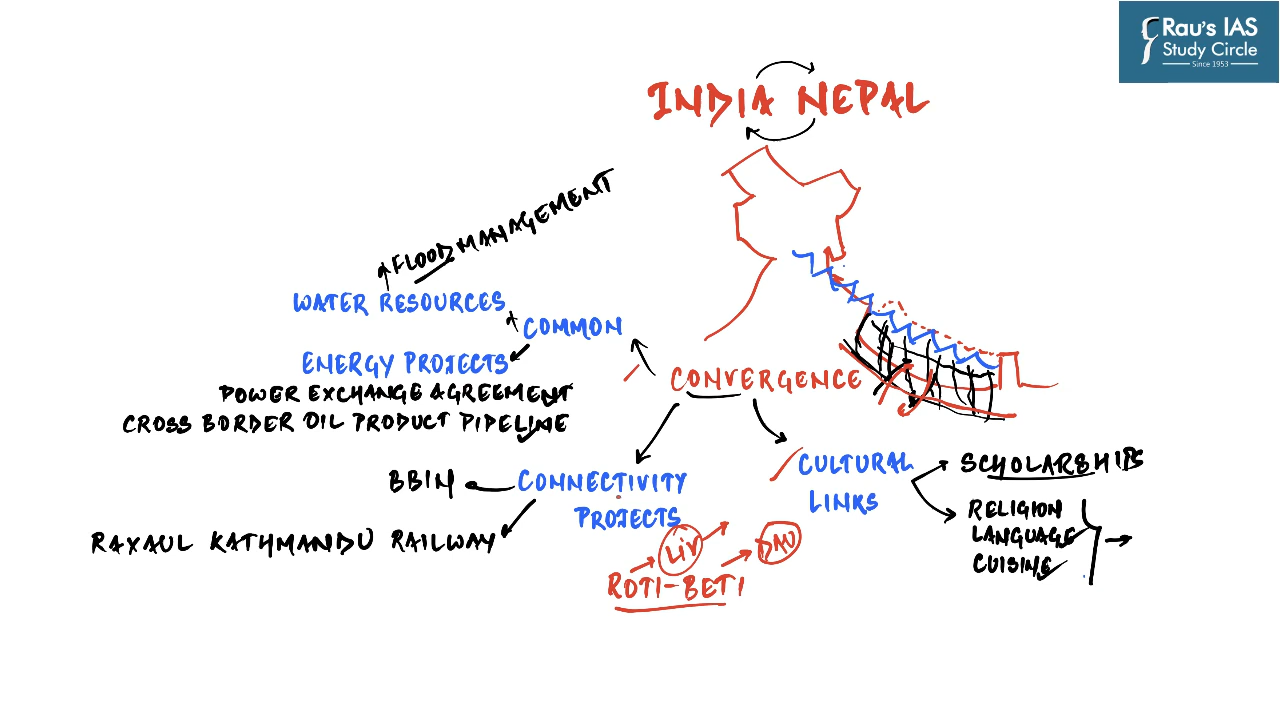 Rau's IAS
Study Circle
Since 1953
INDIA NEPAL
FLOOD MANAGEMENT
WATER RESOURCES
COMMON
ENERGY PROJECTS
POWER EXCHANGE AGREEMENT
CROSS BORDER OIL PRODUCT PIPELINE
CONVERGENCE
BBIN
CONNECTIVITY
PROJECTS
RAXAUL KATHMANDU RAILWAY
CULTURAL
LINKS
SCHOLARSHIPS
RELIGION
LANGUAGE
CUISINE
Liv
DAU
ROTI-BETI